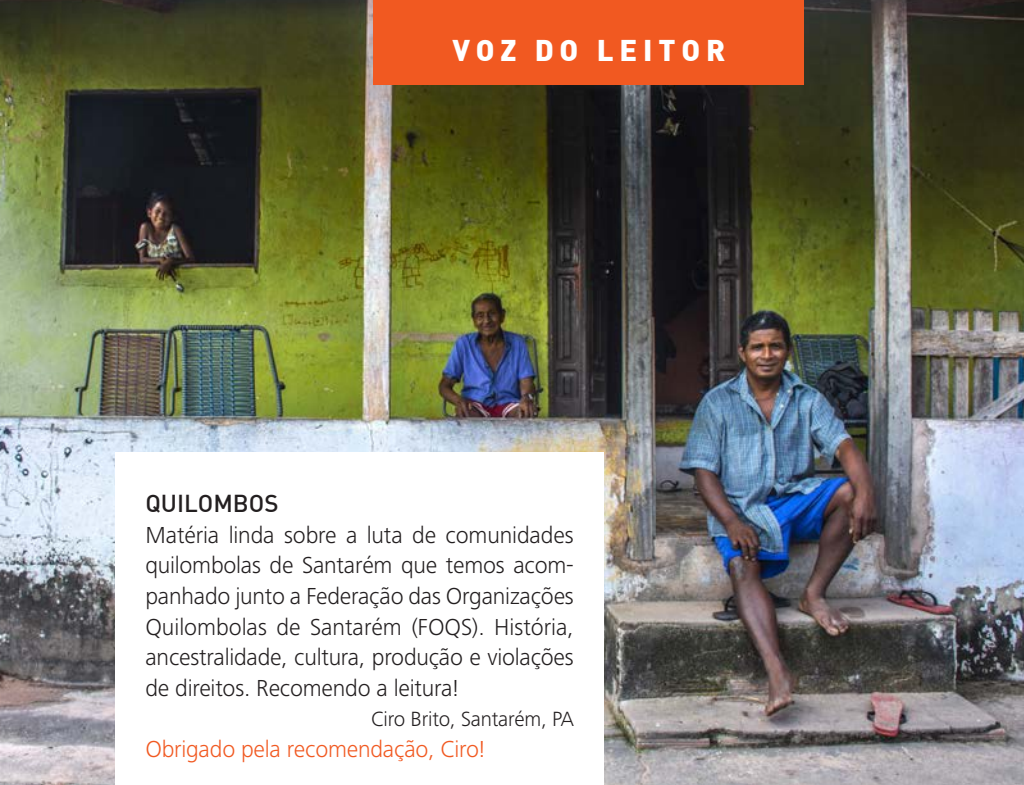 VOZ DO LEITOR
QUILOMBOS
Matéria linda sobre a luta de comunidades
quilombolas de Santarém que temos acom-
panhado junto a Federação das Organizações
Quilombolas de Santarém (FOQS). História,
ancestralidade, cultura, produção e violações
de direitos. Recomendo a leitura!
Ciro Brito, Santarém, PA
Obrigado pela recomendação, Ciro!